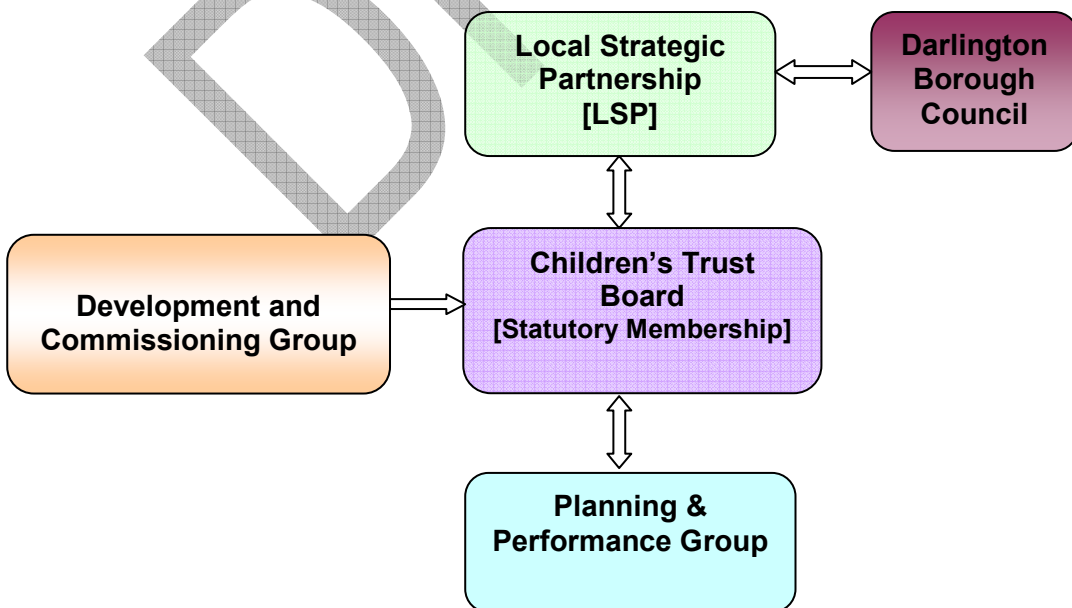 Local Strategic
Partnership
[LSP]
Darlington
Borough
Council
Children’s Trust
Board
[Statutory Membership]
Development and
Commissioning Group
Planning &
Performance Group